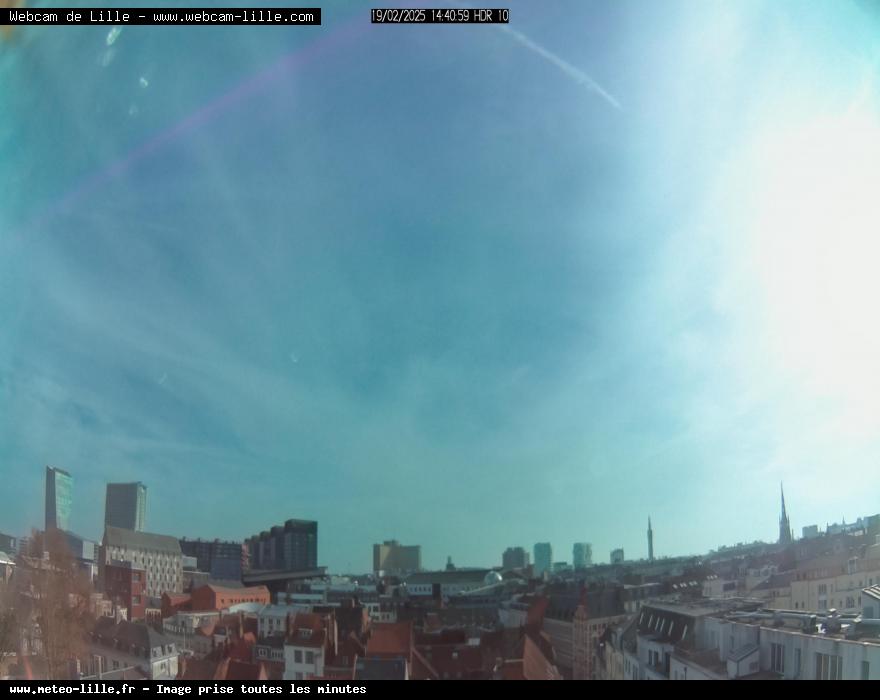 Webcam de Lille - www.webcam-lille.com
19/02/2025 14:40:59 HDR 10
www.meteo-lille.fr - Image prise toutes les minutes